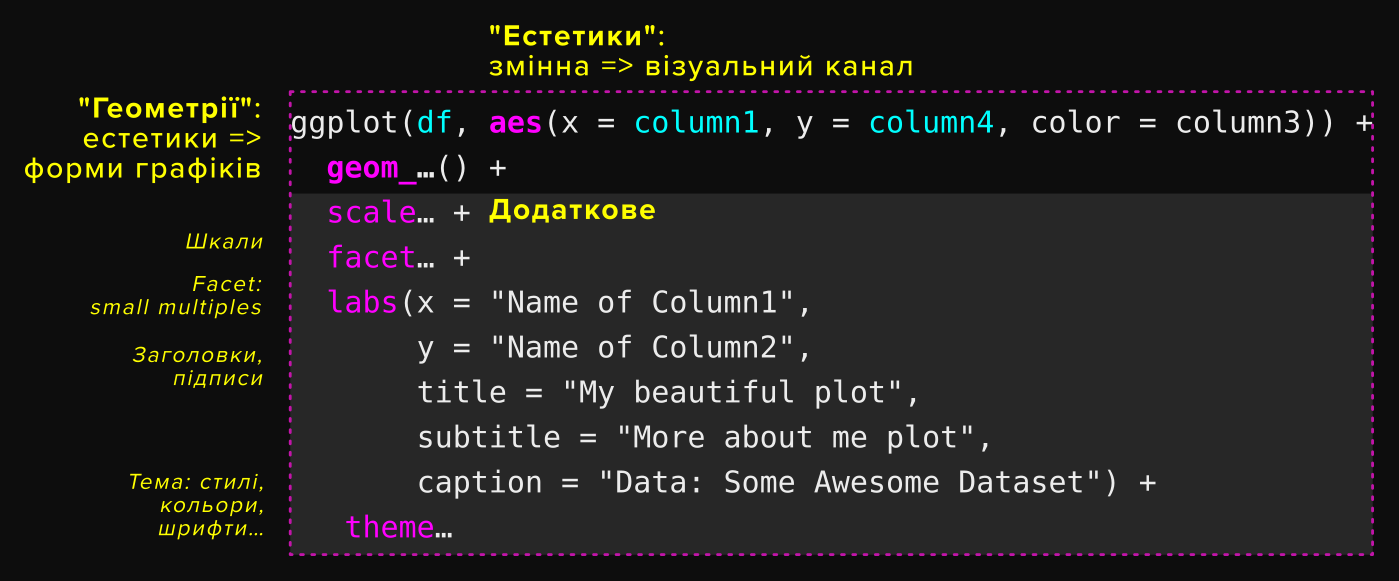 "Естетики":
змінна => візуальний канал
"Геометрії":
естетики =>
форми графіків
ggplot(df, aes(x = column1, y = column4, color = column3)) +
geom_…() +
scale… + Додаткове
Шкали
facet… +
Facet:
small multiples
labs(x = "Name of Column1",
y = "Name of Column2",
Заголовки,
підписи
title = "My beautiful plot",
subtitle = "More about me plot",
caption = "Data: Some Awesome Dataset") +
Тема: стилі,
кольори,
шрифти…
theme…